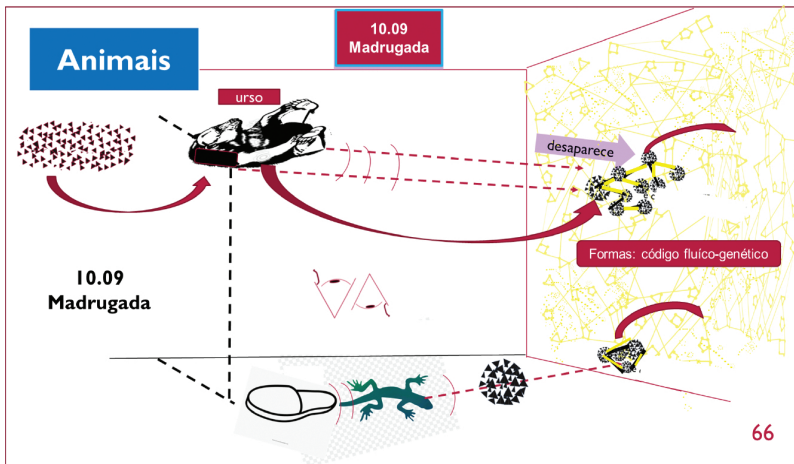 10.09
Madrugada
Animais
urso
desaparece
Formas: código fluíco-genético
10.09
Madrugada
66